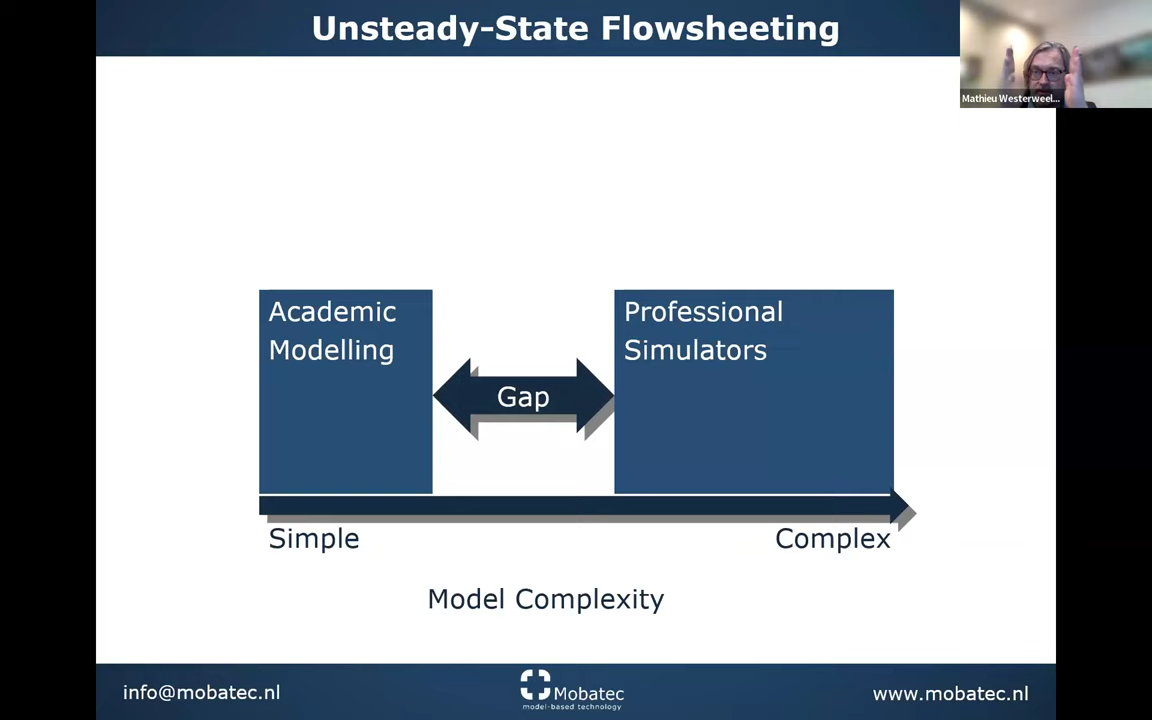 Unsteady-State Flowsheeting
Mathieu Westerweel...
Academic
Modelling
Professional
Simulators
Gap
Simple
Complex
Model Complexity
info@mobatec.nl
Mobatec
model-based technology
www.mobatec.nl